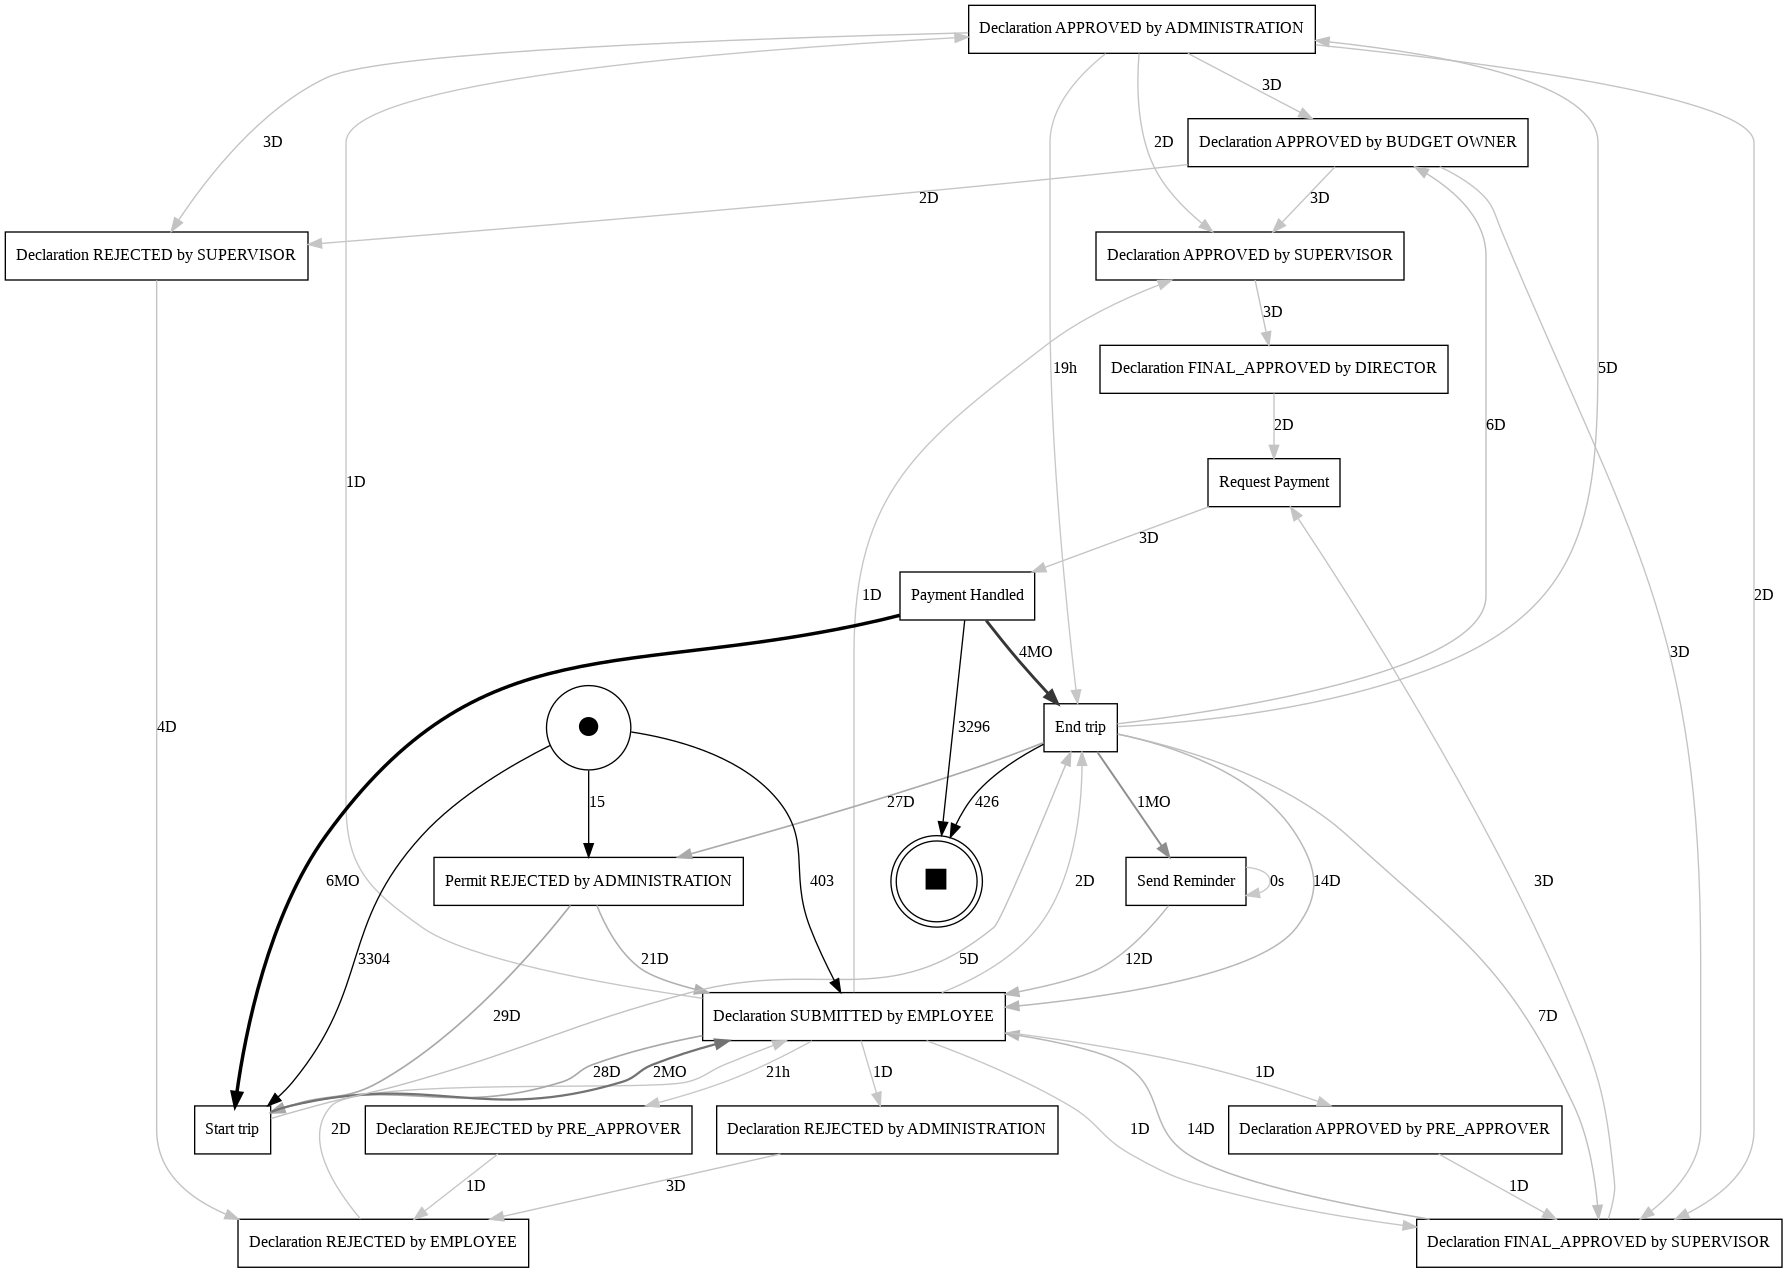 Declaration APPROVED by ADMINISTRATION
3D
Declaration APPROVED by BUDGET OWNER
3D
2D
2D
3D
Declaration REJECTED by SUPERVISOR
Declaration APPROVED by SUPERVISOR
3D
19h
Declaration FINAL_APPROVED by DIRECTOR
5D
2D
6D
1D
Request Payment
3D
1D
Payment Handled
2D
4MO
3D
4D
3296
End trip
27D
1MO
15
426
6MO
Permit REJECTED by ADMINISTRATION
403
2D
Send Reminder
0s
14D
3D
3304
21D
5D
12D
29D
Declaration SUBMITTED by EMPLOYEE
7D
28D
2MO
21h
1D
1D
Start trip
2D
Declaration REJECTED by PRE_APPROVER
Declaration REJECTED by ADMINISTRATION
1D
14D
Declaration APPROVED by PRE_APPROVER
1D
3D
1D
Declaration REJECTED by EMPLOYEE
Declaration FINAL_APPROVED by SUPERVISOR